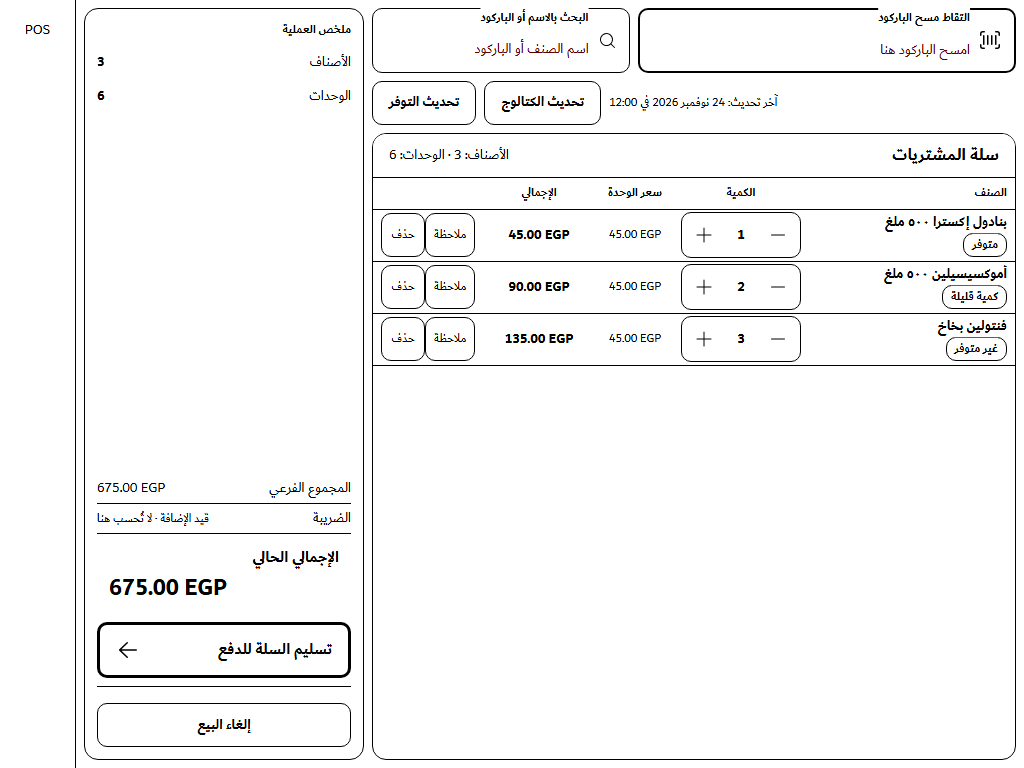 التقاط مسح الباركود
امسح الباركود هنا
البحث بالاسم أو الباركود
اسم الصنف أو الباركود
آخر تحديث: 24 نوفمبر 2026 في 12:00
تحديث الكتالوج
تحديث التوفر
سلة المشتريات
الأصناف: 3 · الوحدات: 6
الصنف
الكمية
سعر الوحدة
الإجمالي
بنادول إكسترا ٥٠٠ ملغ
متوفر
1
45.00 EGP
45.00 EGP
ملاحظة
حذف
أموكسيسيلين ٥٠٠ ملغ
كمية قليلة
2
45.00 EGP
90.00 EGP
ملاحظة
حذف
فنتولين بخاخ
غير متوفر
3
45.00 EGP
135.00 EGP
ملاحظة
حذف
ملخص العملية
الأصناف 3
الوحدات 6
المجموع الفرعي 675.00 EGP
الضريبة قيد الإضافة · لا تُحسب هنا
الإجمالي الحالي
675.00 EGP
تسليم السلة للدفع
إلغاء البيع
POS